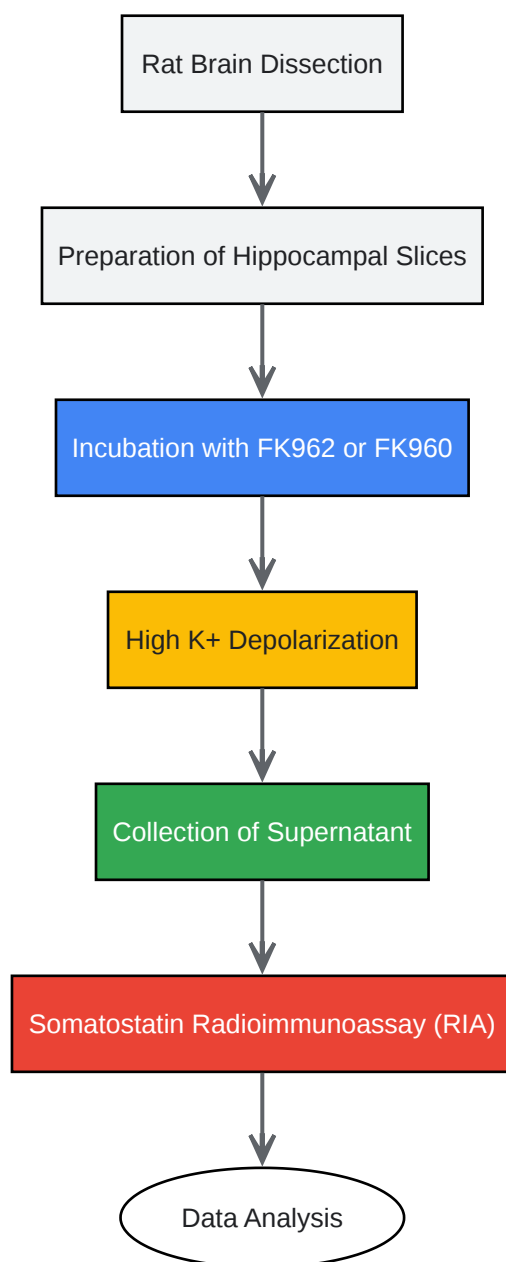 Rat Brain Dissection
Preparation of Hippocampal Slices
Incubation with FK962 or FK960
High K+ Depolarization
Collection of Supernatant
Somatostatin Radioimmunoassay (RIA)
Data Analysis